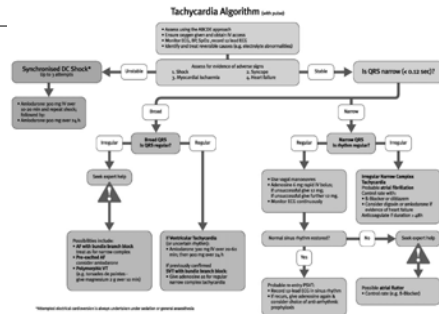 Tachycardia Algorithm (with pulse)
• Assess using the ABCDE approach
• Ensure oxygen given and obtain IV access
• Monitor ECG, BP, SpO₂, record 12 lead ECG
• Identify and treat reversible causes (e.g. electrolyte abnormalities)
Synchronised DC Shock*
Up to 3 attempts
Unstable
Assess for evidence of adverse signs
1. Shock
2. Syncope
3. Myocardial ischaemia
4. Heart failure
Stable
Is QRS narrow (< 0.12 sec)?
• Amiodarone 300 mg IV over
10-20 min and repeat shock,
followed by:
• Amiodarone 900 mg over 24 h
Broad
Narrow
Broad QRS
Is QRS regular?
Narrow QRS
Is rhythm regular?
Irregular
Regular
Regular
Irregular
Seek expert help
• Use vagal manoeuvres
• Adenosine 6 mg rapid IV bolus;
if unsuccessful give 12 mg;
if unsuccessful give further 12 mg.
• Monitor ECG continuously
Irregular Narrow Complex
Tachycardia
Probable atrial fibrillation
Control rate with:
• β-Blocker or diltiazem
• Consider digoxin or amiodarone if
evidence of heart failure
Anticoagulate if duration > 48h
Normal sinus rhythm restored?
No
Seek expert help
Yes
Possibilities include:
• AF with bundle branch block
treat as for narrow complex
• Pre-excited AF
consider amiodarone
• Polymorphic VT
(e.g. torsades de pointes -
give magnesium 2 g over 10 min)
If Ventricular Tachycardia
(or uncertain rhythm):
• Amiodarone 300 mg IV over 20-60
min; then 900 mg over 24 h
If previously confirmed
SVT with bundle branch block:
• Give adenosine as for regular
narrow complex tachycardia
Probable re-entry PSVT:
• Record 12-lead ECG in sinus rhythm
• If recurs, give adenosine again & consider
choice of anti-arrhythmic
prophylaxis
Possible atrial flutter
• Control rate (e.g. β-Blocker)
*Attempted electrical cardioversion is always undertaken under sedation or general anaesthesia